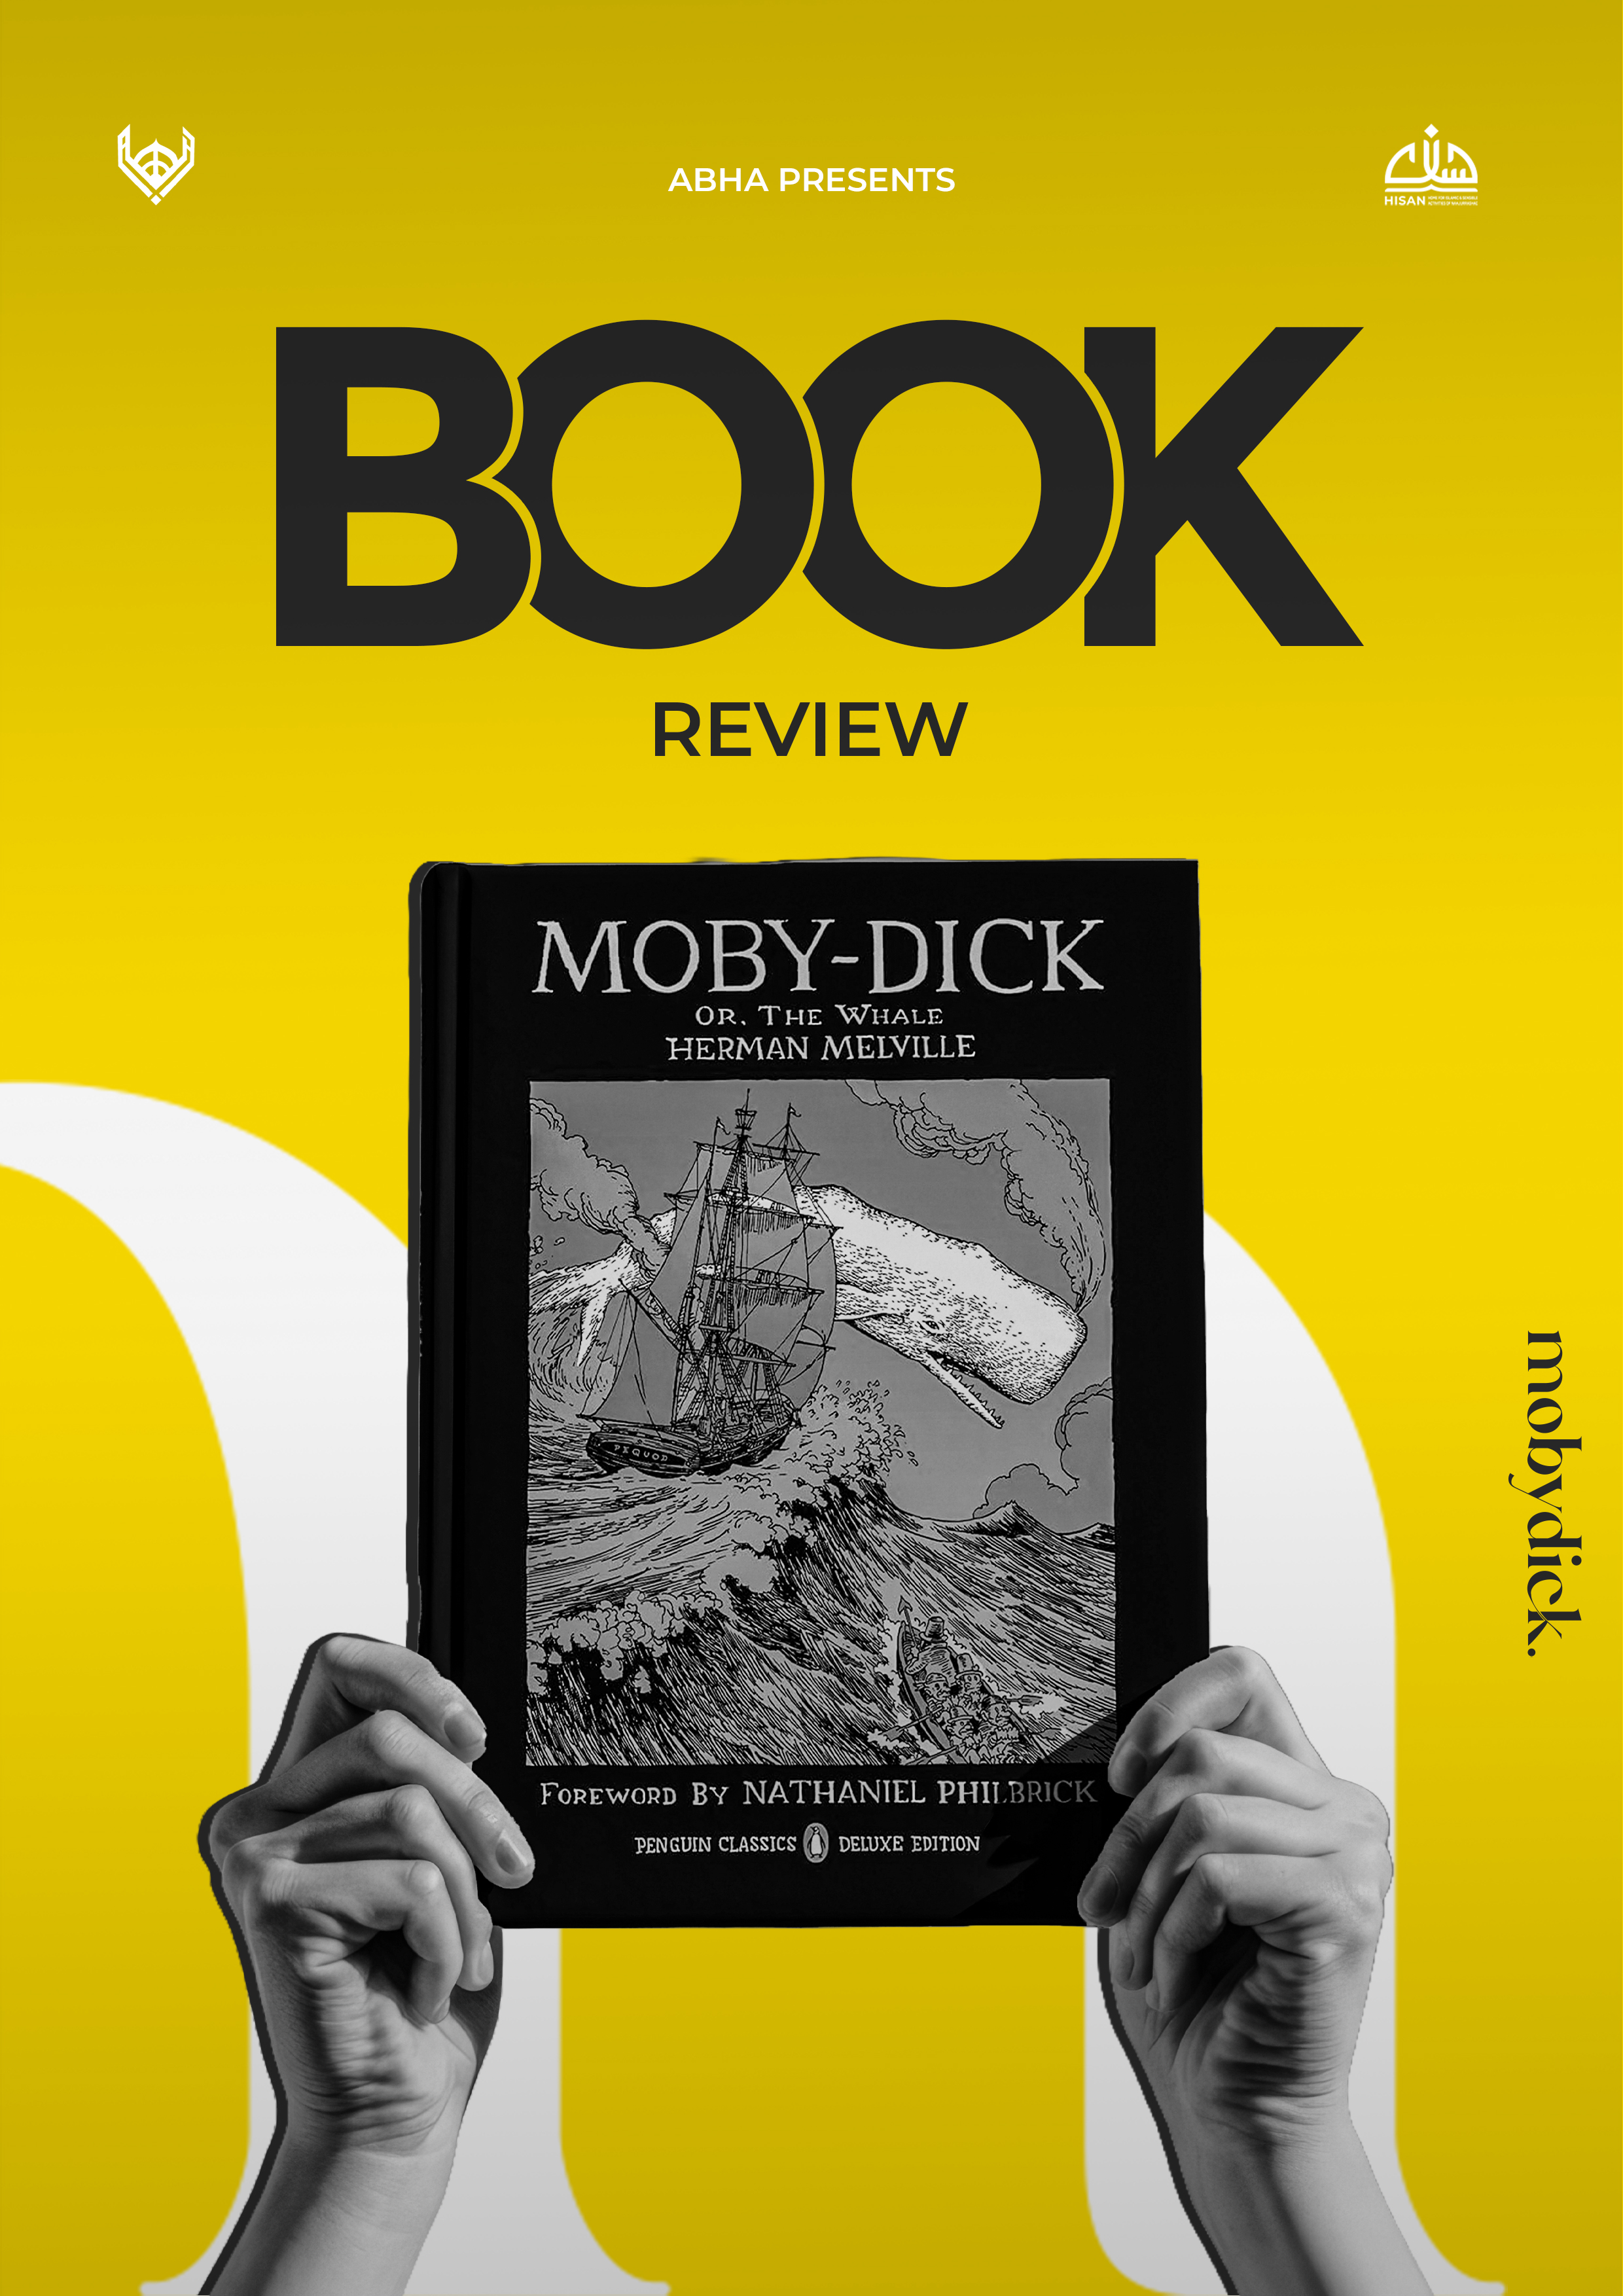 ABHA PRESENTS
HISAN
BOOK
REVIEW
MOBY-DICK
OR, THE WHALE
HERMAN MELVILLE
PEQUOD
FOREWORD BY NATHANIEL PHILBRICK
PENGUIN CLASSICS DELUXE EDITION
mobydick.